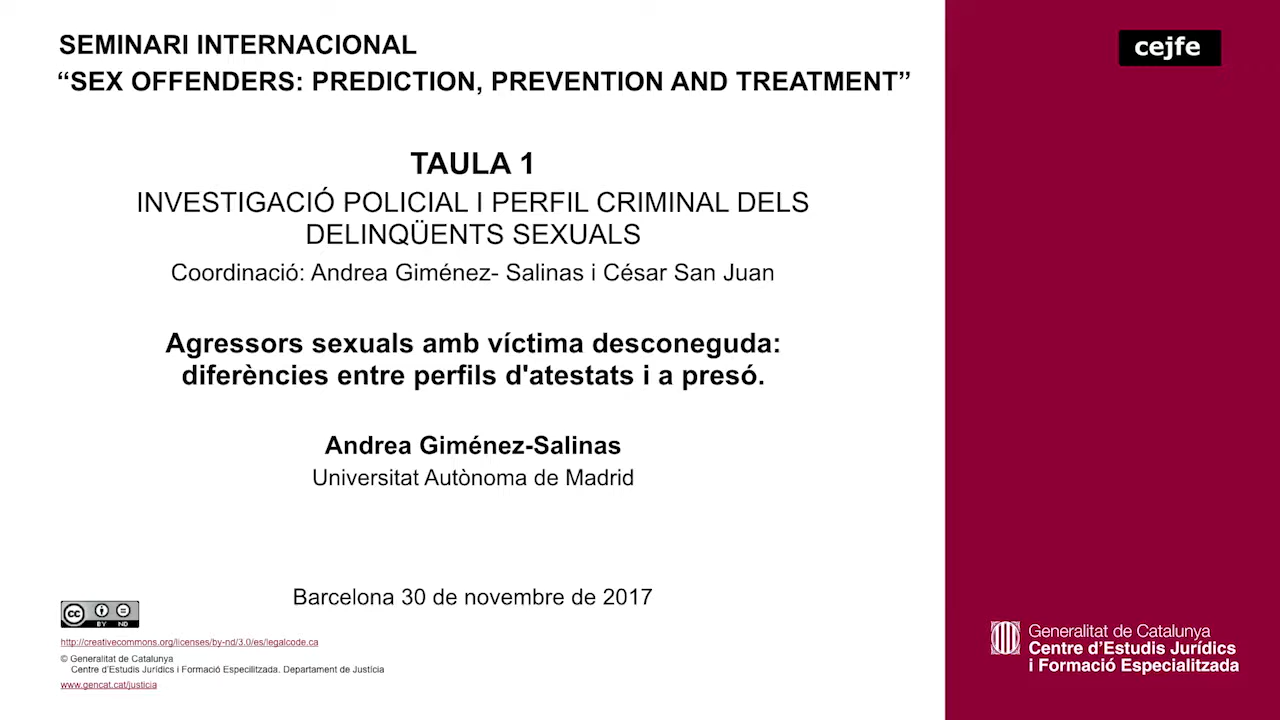 SEMINARI INTERNACIONAL
“SEX OFFENDERS: PREDICTION, PREVENTION AND TREATMENT”
cejfe
TAULA 1
INVESTIGACIÓ POLICIAL I PERFIL CRIMINAL DELS
DELINQÜENTS SEXUALS
Coordinació: Andrea Giménez- Salinas i César San Juan
Agressors sexuals amb víctima desconeguda:
diferències entre perfils d'atestats i a presó.
Andrea Giménez-Salinas
Universitat Autònoma de Madrid
Barcelona 30 de novembre de 2017
cc BY ND
http://creativecommons.org/licenses/by-nd/3.0/es/legalcode.ca
© Generalitat de Catalunya
Centre d’Estudis Jurídics i Formació Especilitzada. Departament de Justícia
www.gencat.cat/justicia
Generalitat de Catalunya
Centre d’Estudis Jurídics
i Formació Especialitzada